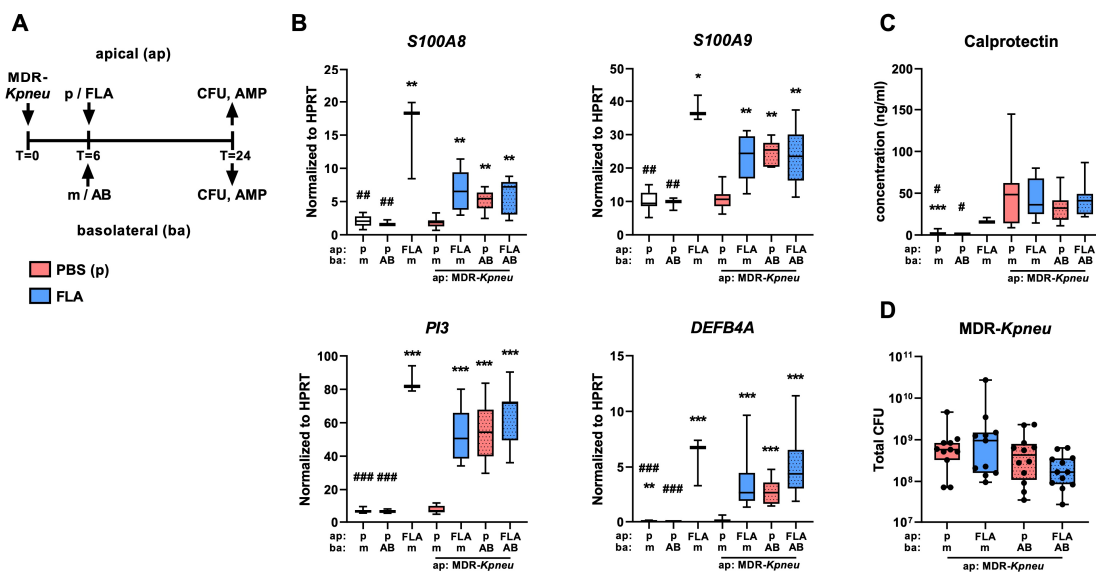 A
apical (ap)
MDR-
Kpneu
p / FLA
CFU, AMP
T=0
T=6
T=24
m / AB
CFU, AMP
basolateral (ba)
PBS (p)
FLA
B
S100A8
Normalized to HPRT
25
20
15
10
5
0
## ## ** ** ** **
ap: p p FLA p FLA p FLA
ba: m AB m m m AB AB
ap: MDR-Kpneu
S100A9
Normalized to HPRT
50
40
30
20
10
0
## ## * ** ** **
ap: p p FLA p FLA p FLA
ba: m AB m m m AB AB
ap: MDR-Kpneu
C
Calprotectin
concentration (ng/ml)
200
150
100
50
0
#
*** #
ap: p p FLA p FLA p FLA
ba: m AB m m m AB AB
ap: MDR-Kpneu
PI3
Normalized to HPRT
100
80
60
40
20
0
### ### *** *** *** ***
ap: p p FLA p FLA p FLA
ba: m AB m m m AB AB
ap: MDR-Kpneu
DEFB4A
Normalized to HPRT
15
10
5
0
###
** ### *** *** *** ***
ap: p p FLA p FLA p FLA
ba: m AB m m m AB AB
ap: MDR-Kpneu
D
MDR-Kpneu
Total CFU
10¹¹
10¹⁰
10⁹
10⁸
10⁷
ap: p FLA p FLA
ba: m m AB AB
ap: MDR-Kpneu